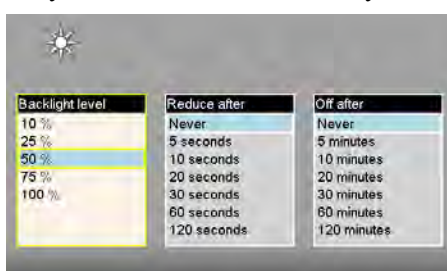 Backlight level
10 %
25 %
50 %
75 %
100 %
Reduce after
Never
5 seconds
10 seconds
20 seconds
30 seconds
60 seconds
120 seconds
Off after
Never
5 minutes
10 minutes
20 minutes
30 minutes
60 minutes
120 minutes